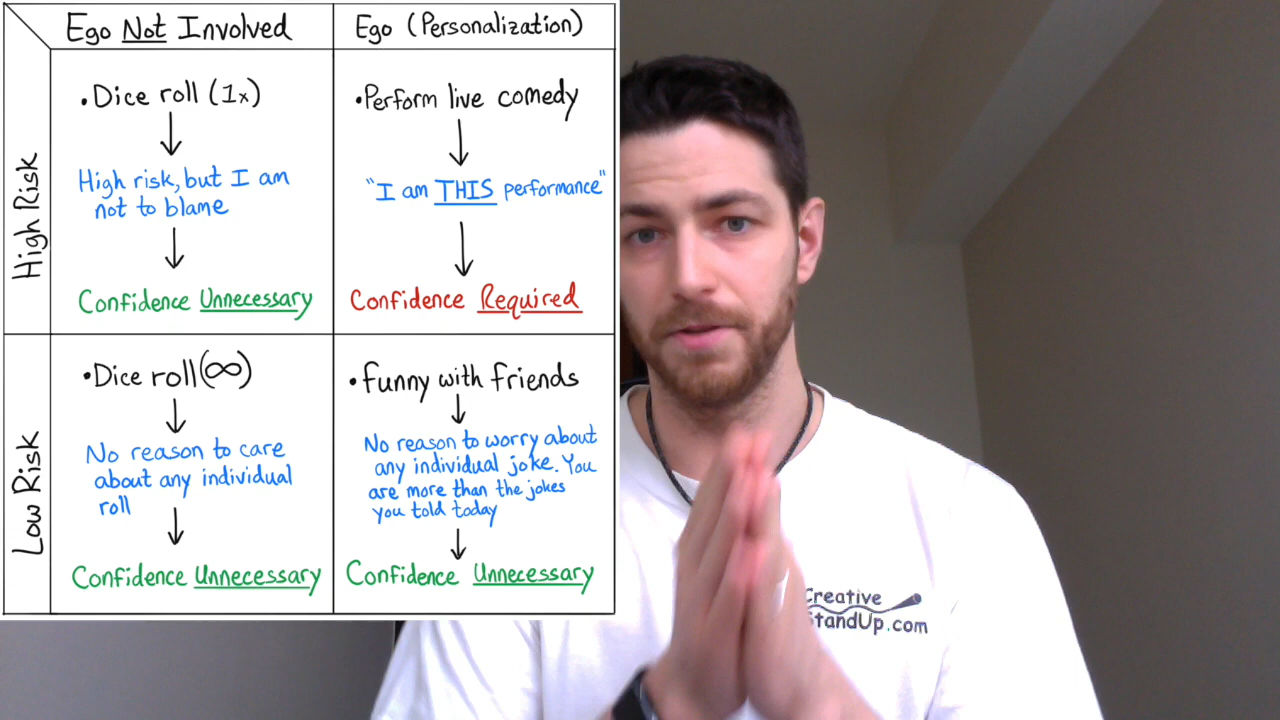 Ego Not Involved
Ego (Personalization)
High Risk
• Dice roll (1x)
High risk, but I am
not to blame
Confidence Unnecessary
• Perform live comedy
"I am THIS performance"
Confidence Required
Low Risk
• Dice roll (∞)
No reason to care
about any individual
roll
Confidence Unnecessary
• Funny with friends
No reason to worry about
any individual joke. You
are more than the jokes
you told today
Confidence Unnecessary
Creative
StandUp.com